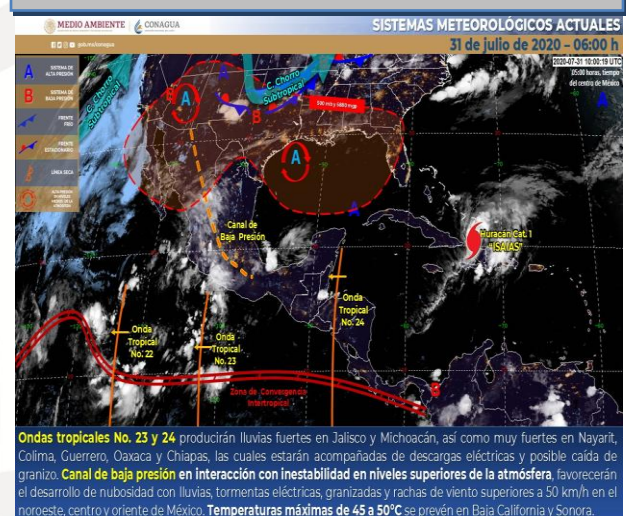 MEDIO AMBIENTE
CONAGUA
SISTEMAS METEOROLÓGICOS ACTUALES
gob.mx/conagua
31 de julio de 2020 – 06:00 h
2020-07-31 10:00:19 UTC
05:00 horas, tiempo
del centro de México
A SISTEMA DE
ALTA PRESIÓN
B SISTEMA DE
BAJA PRESIÓN
FRENTE
FRÍO
FRENTE
ESTACIONARIO
LINEA SECA
C. Chorro
Subtropical
C. Chorro
Subtropical
A
A
B
A
A
A
Canal de
Baja Presión
Huracán Cat. 1
"ISAIAS"
Onda
Tropical
No. 24
Onda
Tropical
No. 22
Onda
Tropical
No. 23
Zona de Convergencia
Intertropical
B
Ondas tropicales No. 23 y 24 producirán lluvias fuertes en Jalisco y Michoacán, así como muy fuertes en Nayarit,
Colima, Guerrero, Oaxaca y Chiapas, las cuales estarán acompañadas de descargas eléctricas y posible caída de
granizo. Canal de baja presión en interacción con inestabilidad en niveles superiores de la atmósfera, favorecerán
el desarrollo de nubosidad con lluvias, tormentas eléctricas, granizadas y rachas de viento superiores a 50 km/h en el
noroeste, centro y oriente de México. Temperaturas máximas de 45 a 50°C se prevén en Baja California y Sonora.